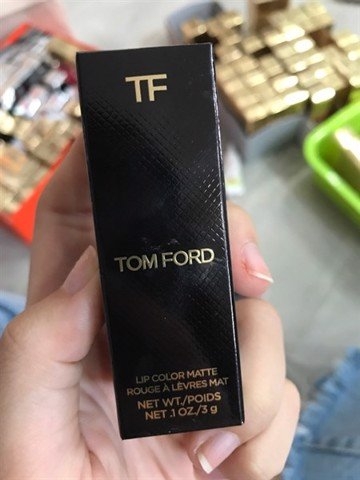 TF
TOM FORD
LIP COLOR MATTE
ROUGE À LÈVRES MAT
NET WT./POIDS
NET .1 OZ./3 g